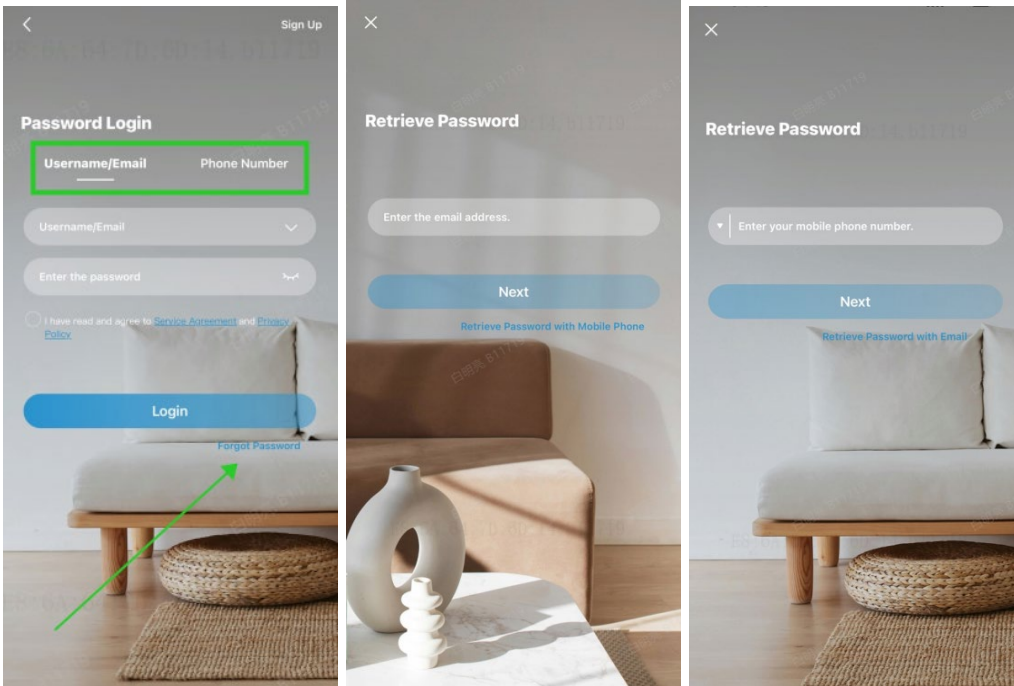 Sign Up
Password Login
Username/Email
Phone Number
Username/Email
Enter the password
I have read and agree to Service Agreement and Privacy
Policy
Login
Forgot Password
Retrieve Password
Enter the email address.
Next
Retrieve Password with Mobile Phone
Retrieve Password
Enter your mobile phone number.
Next
Retrieve Password with Email